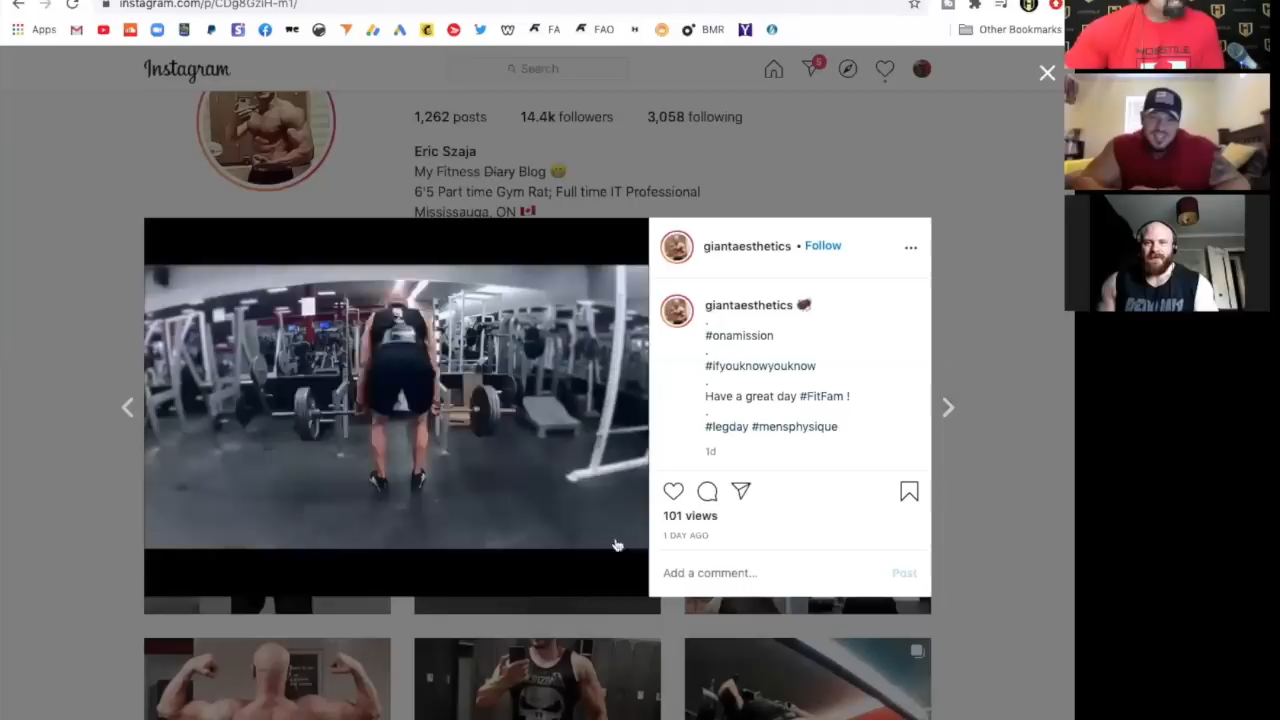 instagram.com/p/CDg8GziH-m1/
Apps
FA
FAO
BMR
Other Bookmarks
Instagram
Search
5
1,262 posts 14.4k followers 3,058 following
Eric Szaja
My Fitness Diary Blog 😁
6'5 Part time Gym Rat; Full time IT Professional
Mississauga, ON 🇨🇦
giantaesthetics • Follow
giantaesthetics
.
#onamission
.
#ifyouknowyouknow
.
Have a great day #FitFam !
.
#legday #mensphysique
1d
101 views
1 DAY AGO
Add a comment...
Post